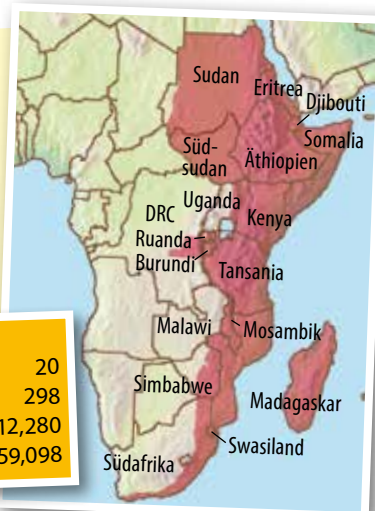 Sudan
Eritrea
Djibouti
Somalia
Süd-
sudan
Äthiopien
Uganda
DRC
Kenya
Ruanda
Burundi
Tansania
Malawi
Mosambik
Simbabwe
Madagaskar
Swasiland
Südafrika
20
298
12,280
59,098